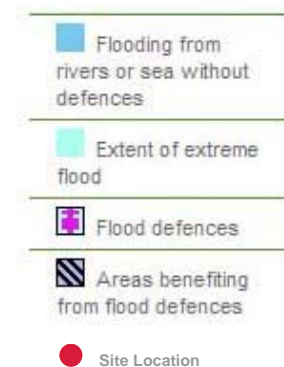 Flooding from
rivers or sea without
defences
Extent of extreme
flood
Flood defences
Areas benefiting
from flood defences
Site Location